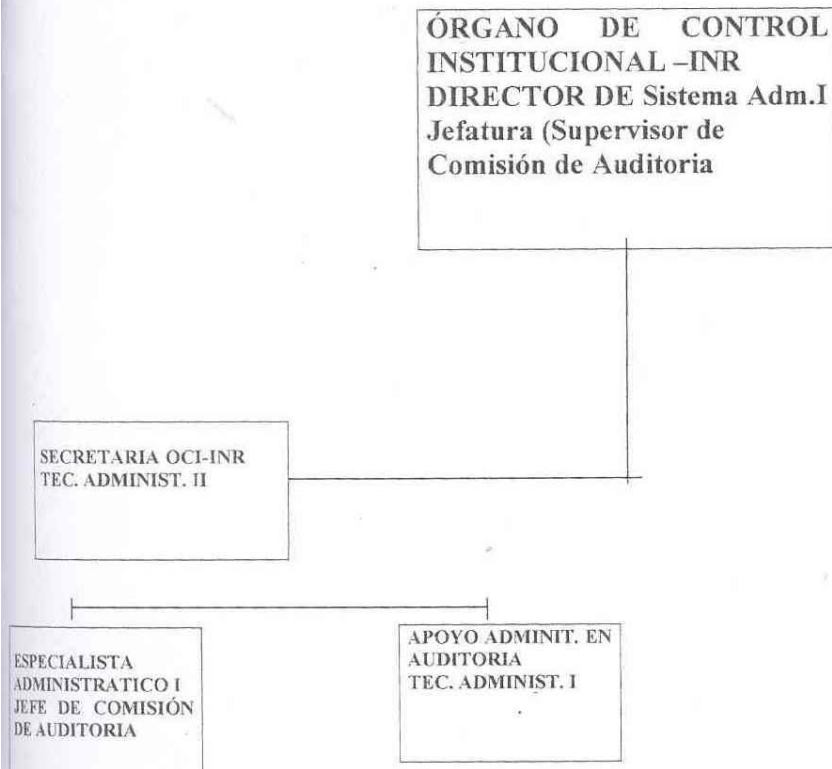 ÓRGANO DE CONTROL
INSTITUCIONAL –INR
DIRECTOR DE Sistema Adm.I
Jefatura (Supervisor de
Comisión de Auditoria
SECRETARIA OCI-INR
TEC. ADMINIST. II
ESPECIALISTA
ADMINISTRATICO I
JEFE DE COMISIÓN
DE AUDITORIA
APOYO ADMINIT. EN
AUDITORIA
TEC. ADMINIST. I